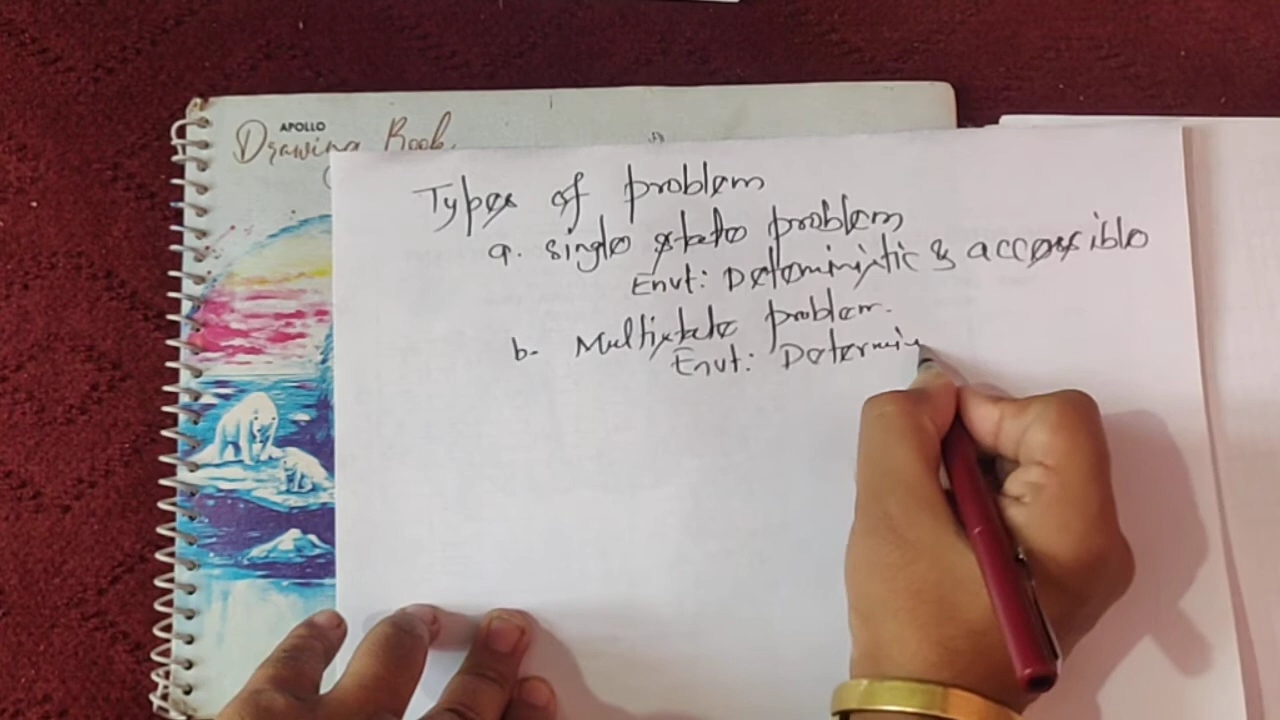 APOLLO
Drawing Book
Types of problem
a. single state problem
Envt: Deterministic & accessible
b- Multistate problem.
Envt: Determin